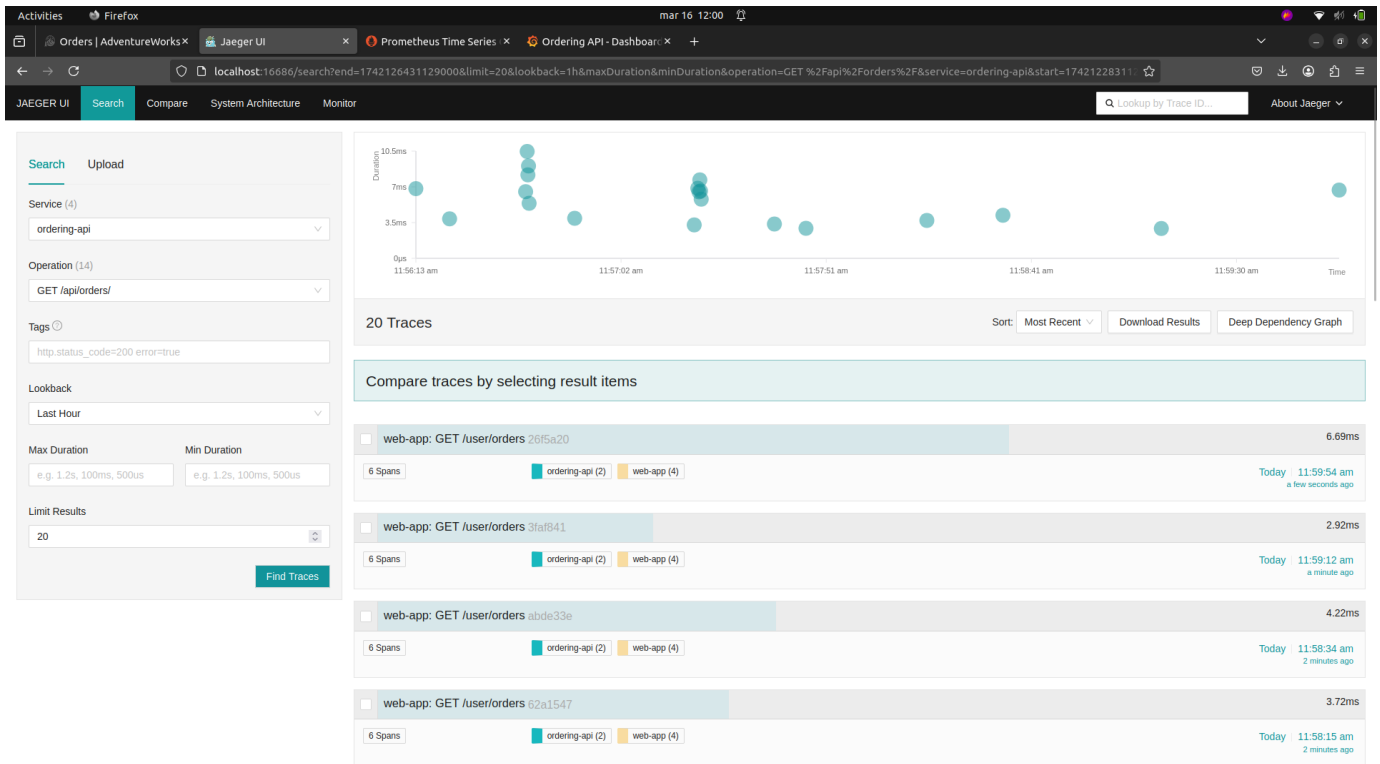 Activities Firefox mar 16 12:00
Orders | AdventureWorks × Jaeger UI × Prometheus Time Series × Ordering API - Dashboard × +
localhost:16686/search?end=1742126431129000&limit=20&lookback=1h&maxDuration&minDuration&operation=GET %2Fapi%2Forders%2F&service=ordering-api&start=174212283112
JAEGER UI Search Compare System Architecture Monitor Lookup by Trace ID... About Jaeger
Search Upload
Service (4)
ordering-api
Operation (14)
GET /api/orders/
Tags
http.status_code=200 error=true
Lookback
Last Hour
Max Duration Min Duration
e.g. 1.2s, 100ms, 500us e.g. 1.2s, 100ms, 500us
Limit Results
20
Find Traces
Duration
10.5ms
7ms
3.5ms
0μs
11:56:13 am 11:57:02 am 11:57:51 am 11:58:41 am 11:59:30 am Time
20 Traces Sort: Most Recent Download Results Deep Dependency Graph
Compare traces by selecting result items
web-app: GET /user/orders 26f5a20 6.69ms
6 Spans ordering-api (2) web-app (4) Today 11:59:54 am
a few seconds ago
web-app: GET /user/orders 3faf841 2.92ms
6 Spans ordering-api (2) web-app (4) Today 11:59:12 am
a minute ago
web-app: GET /user/orders abde33e 4.22ms
6 Spans ordering-api (2) web-app (4) Today 11:58:34 am
2 minutes ago
web-app: GET /user/orders 62a1547 3.72ms
6 Spans ordering-api (2) web-app (4) Today 11:58:15 am
2 minutes ago